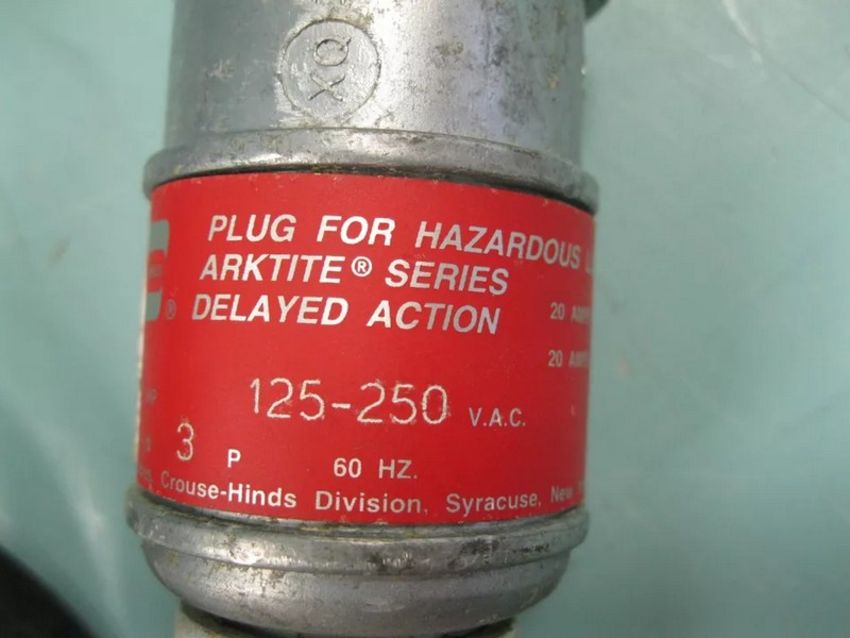 XQ
PLUG FOR HAZARDOUS
ARKTITE® SERIES
DELAYED ACTION
®
20
20
125-250 V.A.C.
3 P 60 HZ.
Crouse-Hinds Division, Syracuse, New